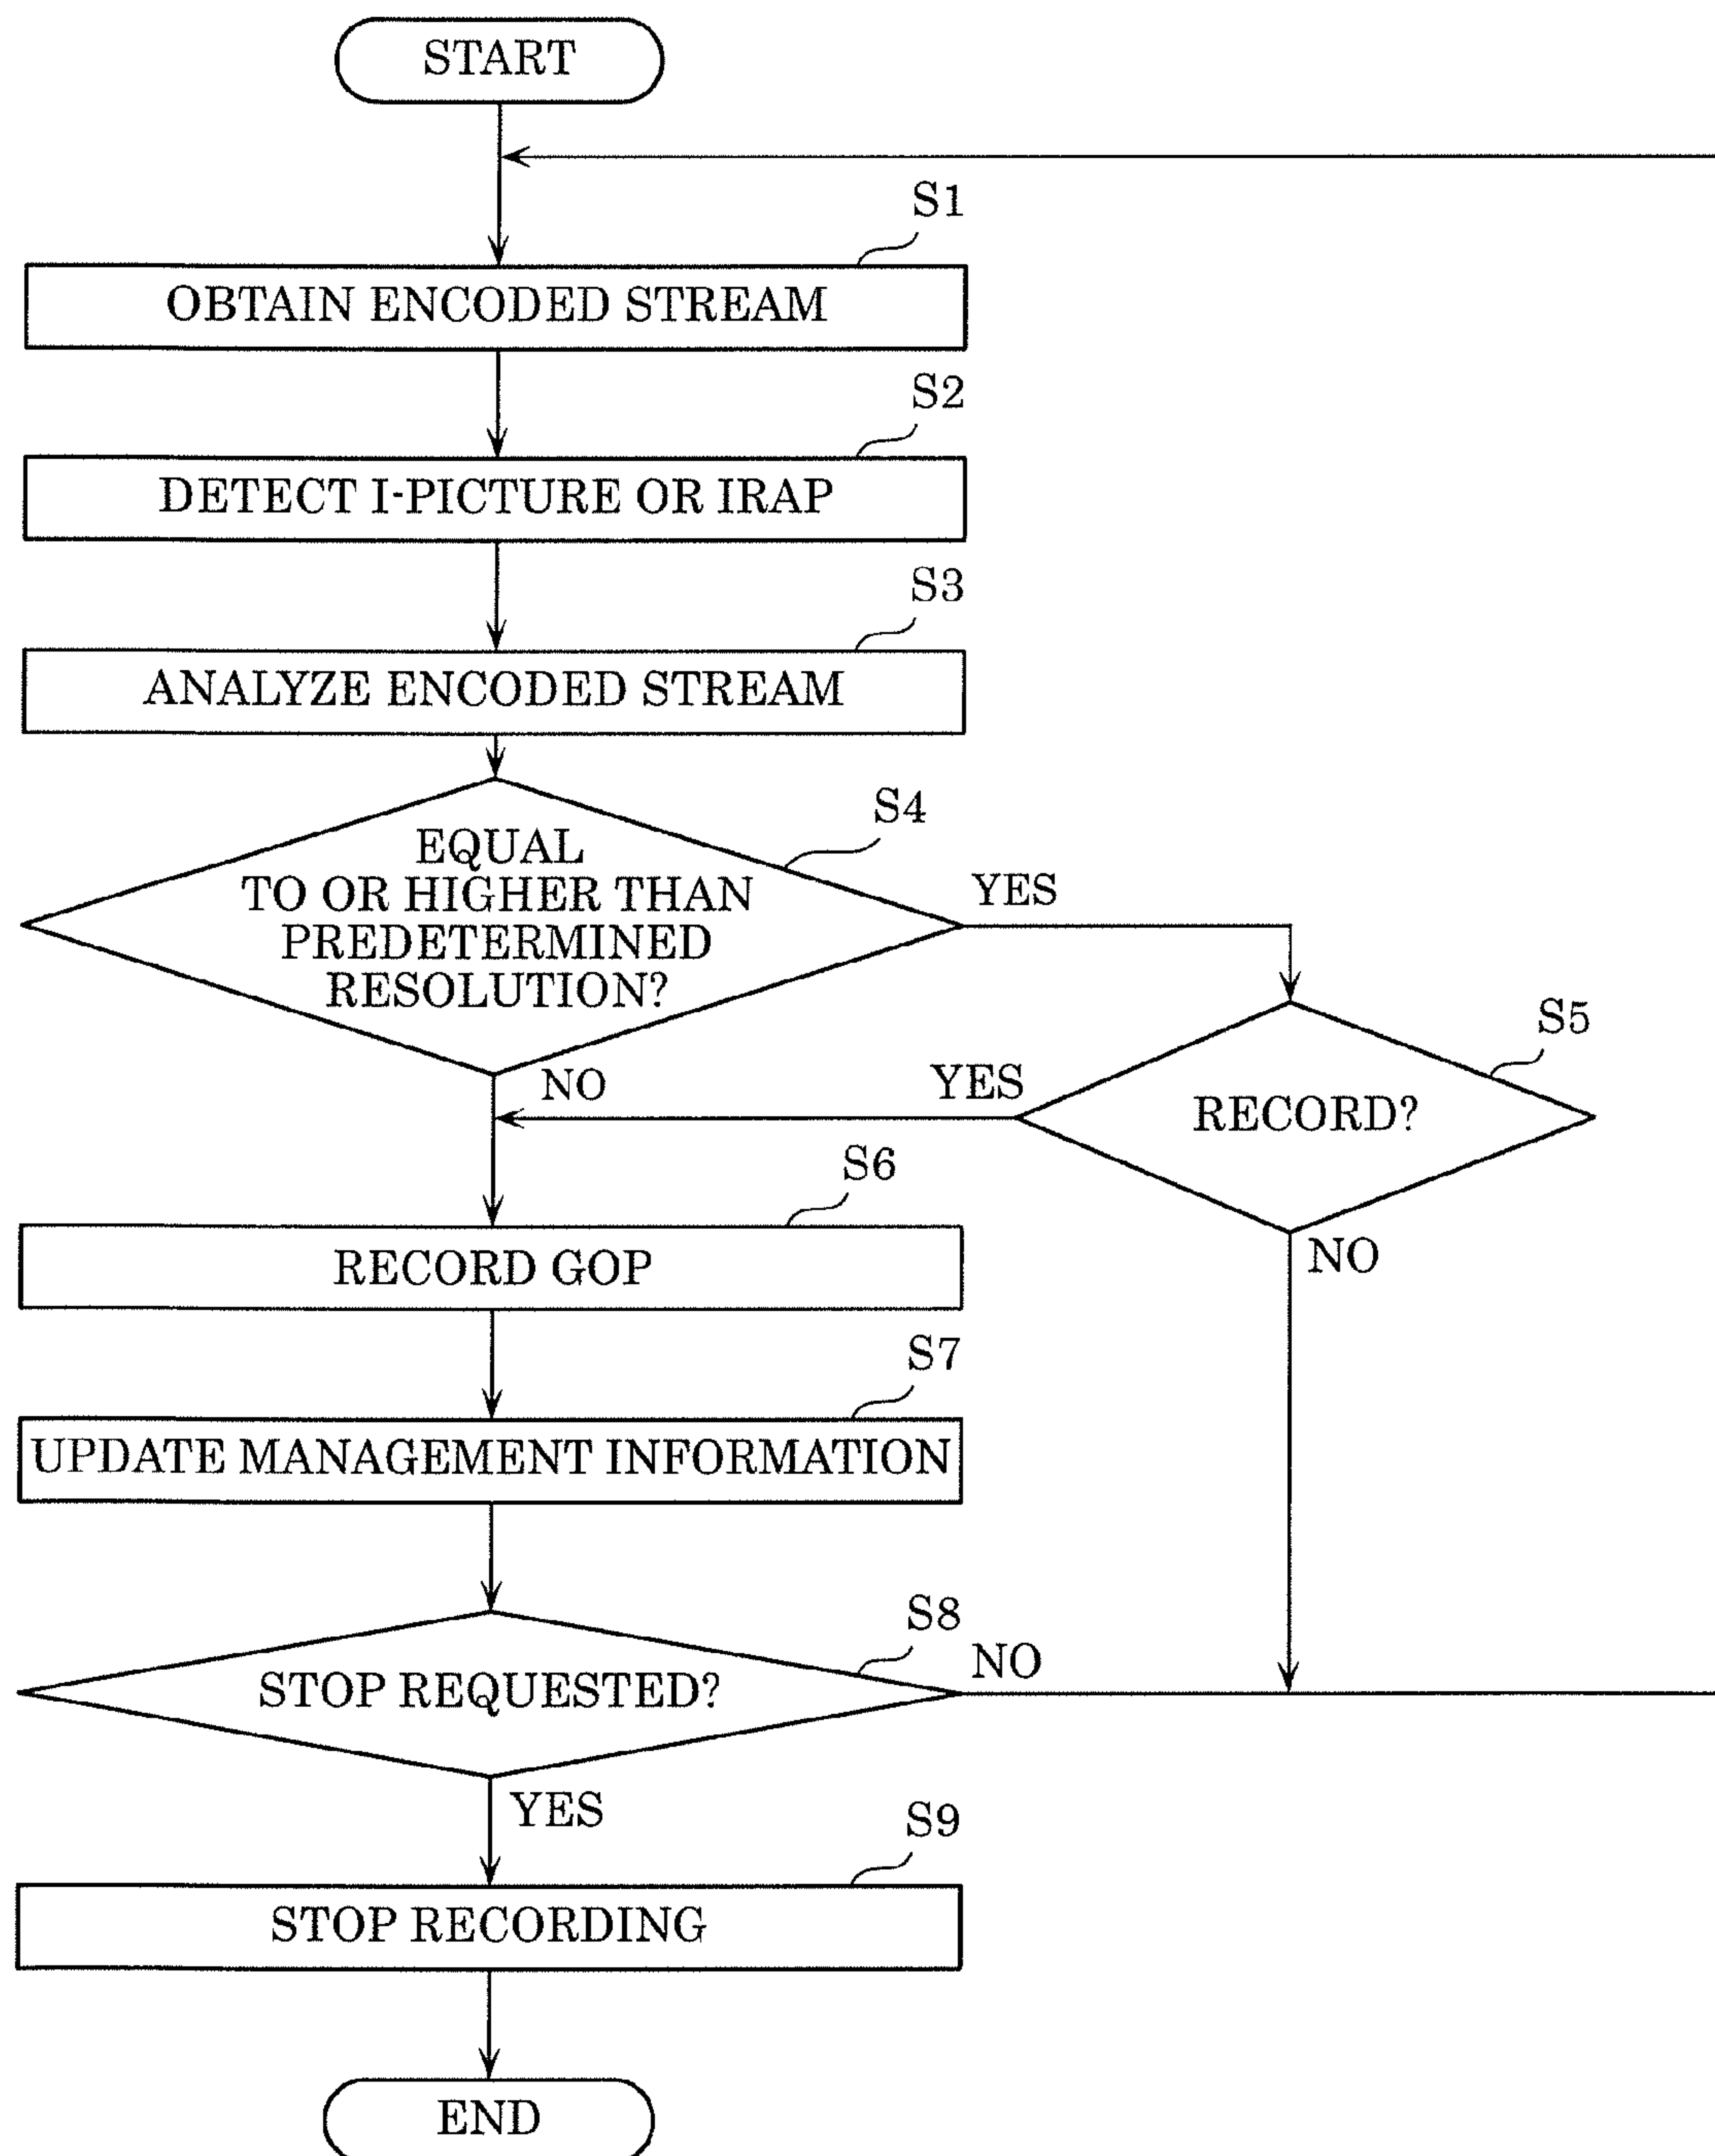 START
S1
OBTAIN ENCODED STREAM
S2
DETECT I-PICTURE OR IRAP
S3
ANALYZE ENCODED STREAM
S4
EQUAL
TO OR HIGHER THAN
PREDETERMINED
RESOLUTION?
YES
S5
NO
YES
RECORD?
S6
NO
RECORD GOP
S7
UPDATE MANAGEMENT INFORMATION
S8
NO
STOP REQUESTED?
YES
S9
STOP RECORDING
END